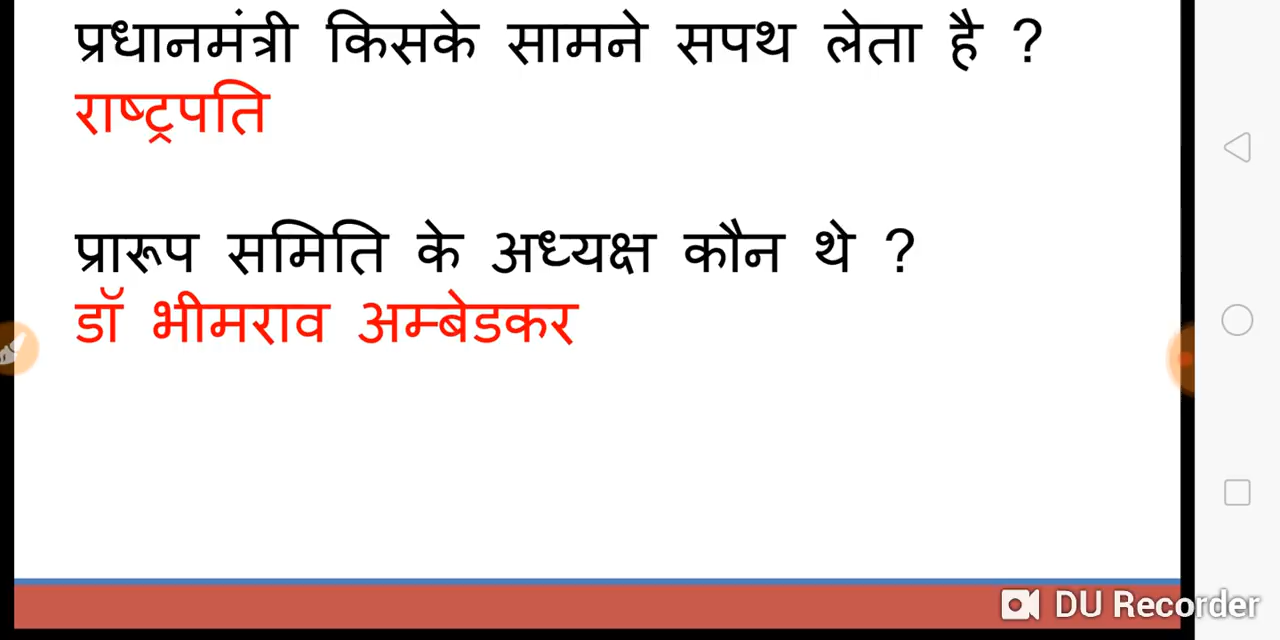 प्रधानमंत्री किसके सामने सपथ लेता है ?
राष्ट्रपति
प्रारूप समिति के अध्यक्ष कौन थे ?
डॉ भीमराव अम्बेडकर
DU Recorder